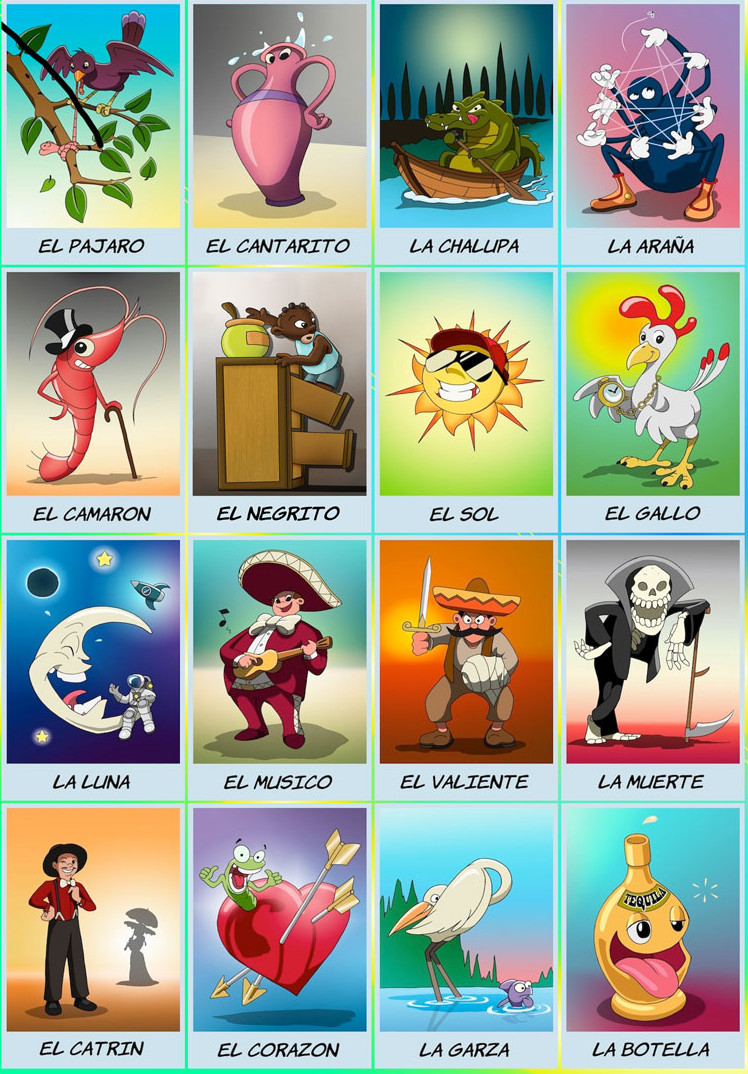 EL PAJARO
EL CANTARITO
LA CHALLUPA
LA ARAÑA
EL CAMARON
EL NEGRITO
EL SOL
EL GALLO
LA LUNA
EL MUSICO
EL VALIENTE
LA MUERTE
TEQUILA
EL CATRIN
EL CORAZON
LA GARZA
LA BOTELLA